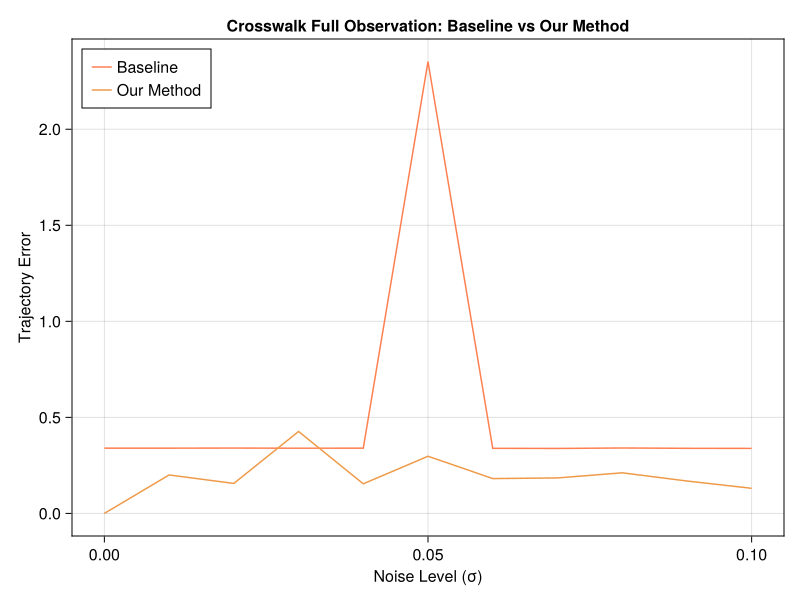 Crosswalk Full Observation: Baseline vs Our Method
Baseline
Our Method
2.0
1.5
1.0
0.5
0.0
Trajectory Error
0.00
0.05
0.10
Noise Level (σ)